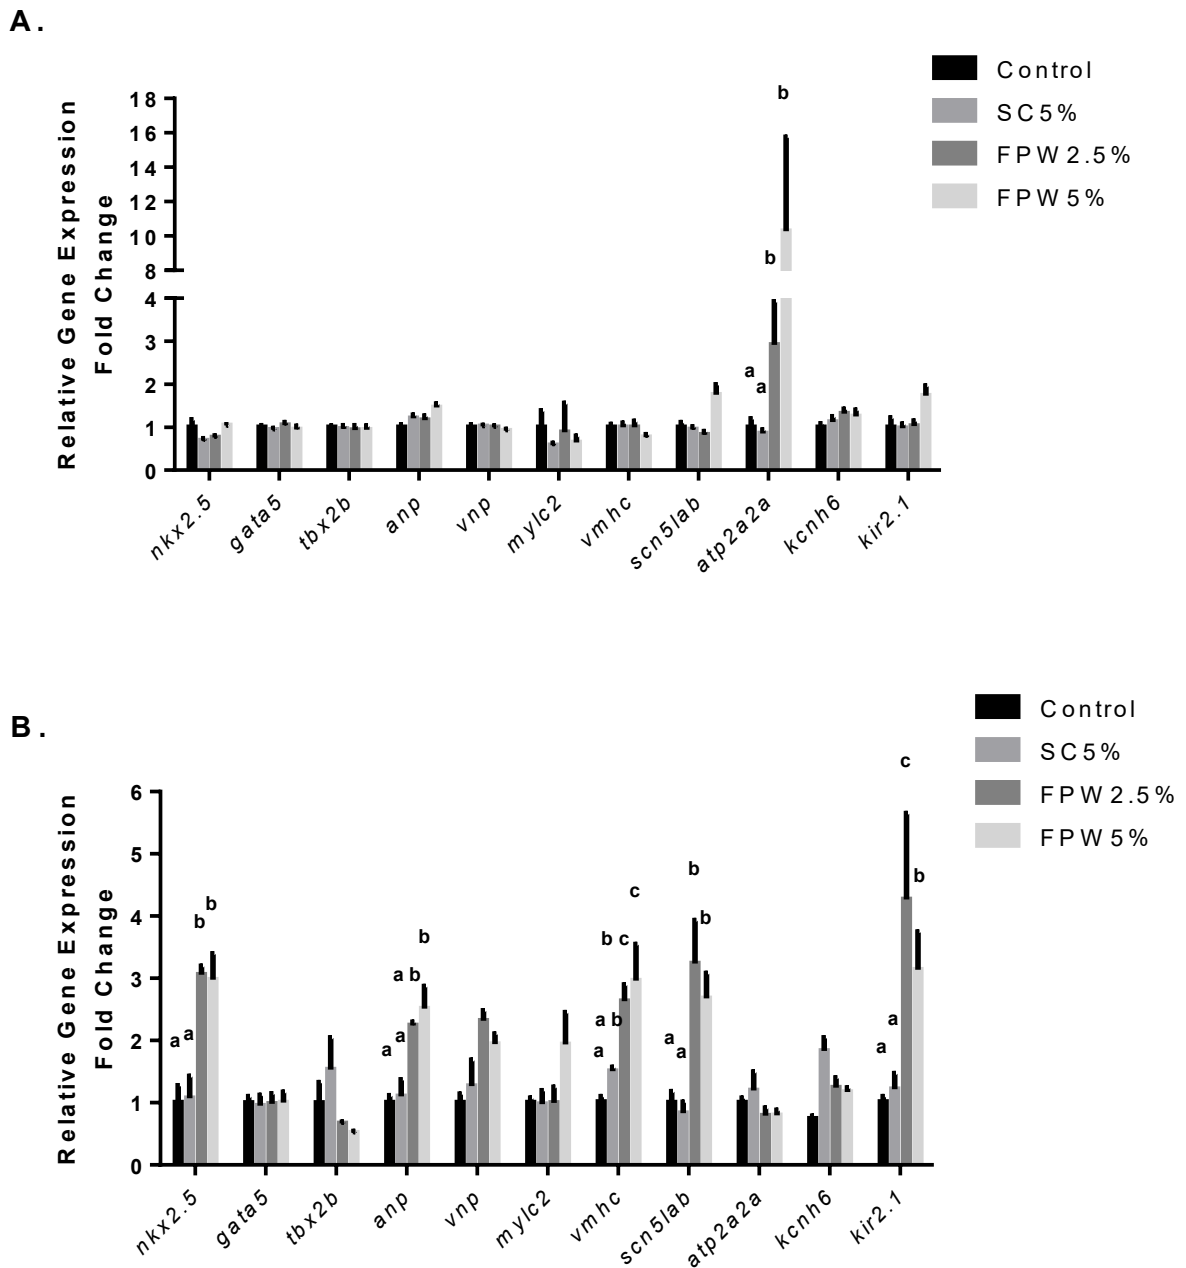 A.
Relative Gene Expression
Fold Change
18
16
14
12
10
8
4
3
2
1
0
b
b
a
a
Control
SC5%
FPW2.5%
FPW5%
nkx2.5
gata5
tbx2b
anp
vnp
mylc2
vmhc
scn5lab
atp2a2a
kcnh6
kir2.1
B.
Relative Gene Expression
Fold Change
6
5
4
3
2
1
0
a
a
b
b
a
a
ab
b
a
ab
bc
c
a
a
b
b
a
a
c
b
Control
SC5%
FPW2.5%
FPW5%
nkx2.5
gata5
tbx2b
anp
vnp
mylc2
vmhc
scn5lab
atp2a2a
kcnh6
kir2.1